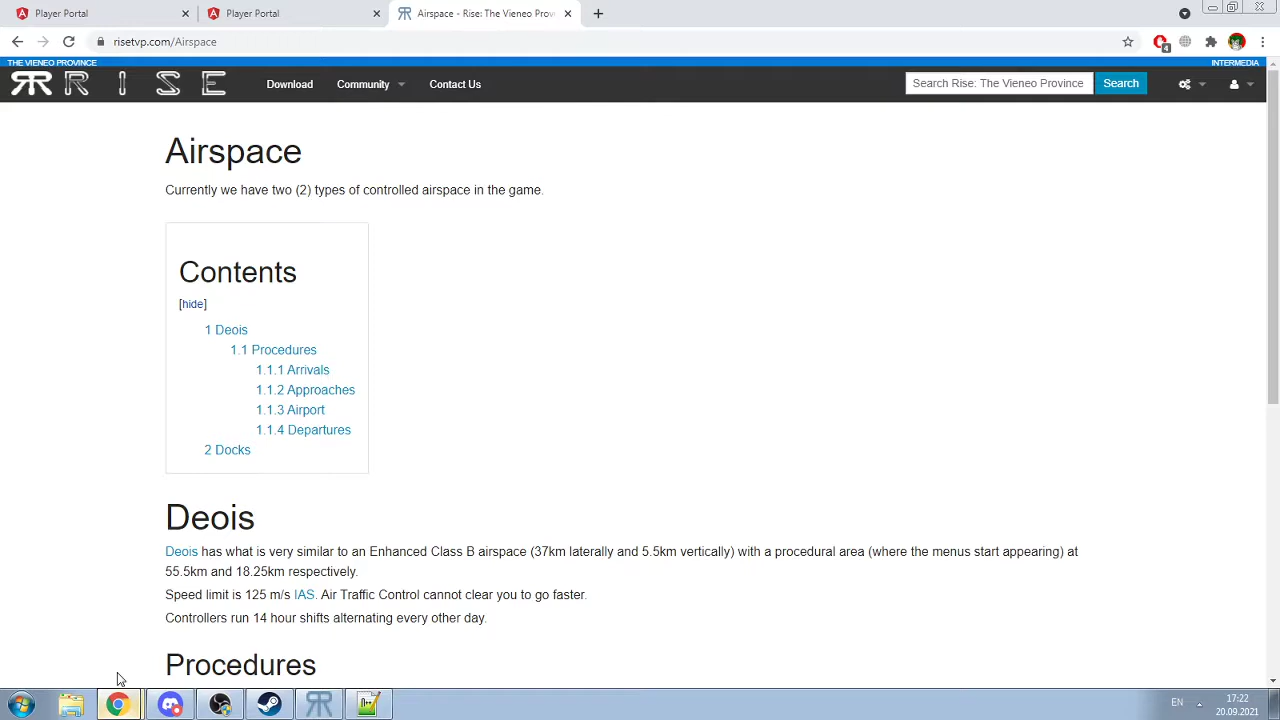 Player Portal
Player Portal
Airspace - Rise: The Vieneo Prov
risetvp.com/Airspace
4
THE VIENEO PROVINCE
INTERMEDIA
R I S E
Download
Community
Contact Us
Search Rise: The Vieneo Province
Search
Airspace
Currently we have two (2) types of controlled airspace in the game.
Contents
[hide]
1 Deois
1.1 Procedures
1.1.1 Arrivals
1.1.2 Approaches
1.1.3 Airport
1.1.4 Departures
2 Docks
Deois
Deois has what is very similar to an Enhanced Class B airspace (37km laterally and 5.5km vertically) with a procedural area (where the menus start appearing) at
55.5km and 18.25km respectively.
Speed limit is 125 m/s IAS. Air Traffic Control cannot clear you to go faster.
Controllers run 14 hour shifts alternating every other day.
Procedures
EN
17:22
20.09.2021